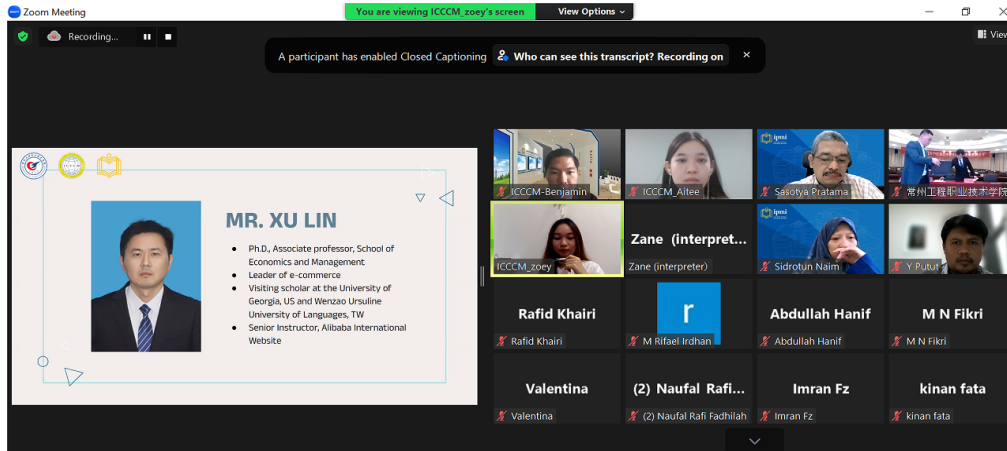 Zoom Meeting
You are viewing ICCCM_zoey's screen
View Options
Recording...
A participant has enabled Closed Captioning
Who can see this transcript? Recording on
View
MR. XU LIN
Ph.D., Associate professor, School of
Economics and Management
Leader of e-commerce
Visiting scholar at the University of
Georgia, US and Wenzao Ursuline
University of Languages, TW
Senior Instructor, Alibaba International
Website
ICCCM-Benjamin
ipmi
ICCCM_Aitee
Sasotya Pratama
常州工程职业技术学院
ICCCM_zoey
Zane (interpret...
Zane (interpreter)
ipmi
Sidrotun Naim
Y Putut
Rafid Khairi
Rafid Khairi
r
M Rifael Irdhan
Abdullah Hanif
Abdullah Hanif
M N Fikri
M N Fikri
Valentina
Valentina
(2) Naufal Rafi...
(2) Naufal Rafi Fadhilah
Imran Fz
Imran Fz
kinan fata
kinan fata